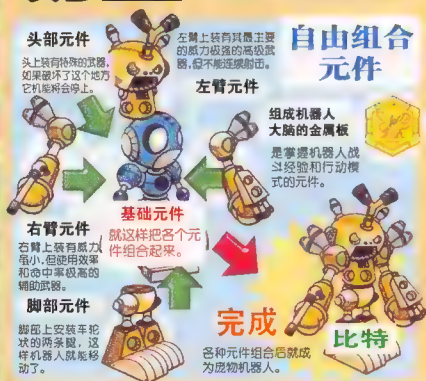 头部元件
头上装有特殊的武器,
如果破坏了这个地方
它机能将会停止。
左臂上装有其最主要
的威力极强的高级武
器,但不能连续射击。
左臂元件
自由组合
元件
组成机器人
大脑的金属板
是掌握机器人战
斗经验和行动模
式的元件。
基础元件
就这样把各个元
件组合起来。
右臂元件
右臂上装有威力
虽小,但使用效率
和命中率极高的
辅助武器。
脚部元件
脚部上安装车轮
状的两条腿,这
样机器人就能移
动了。
完成
各种元件组合后就成
为宠物机器人。
比特